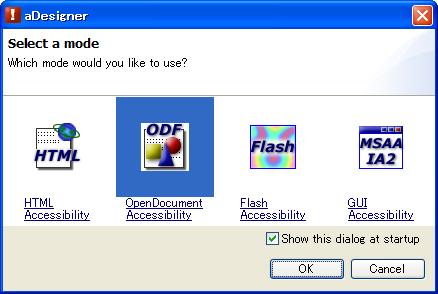 aDesigner
Select a mode
Which mode would you like to use?
HTML
ODF
Flash
MSAA
IA2
HTML
Accessibility
OpenDocument
Accessibility
Flash
Accessibility
GUI
Accessibility
Show this dialog at startup
OK
Cancel